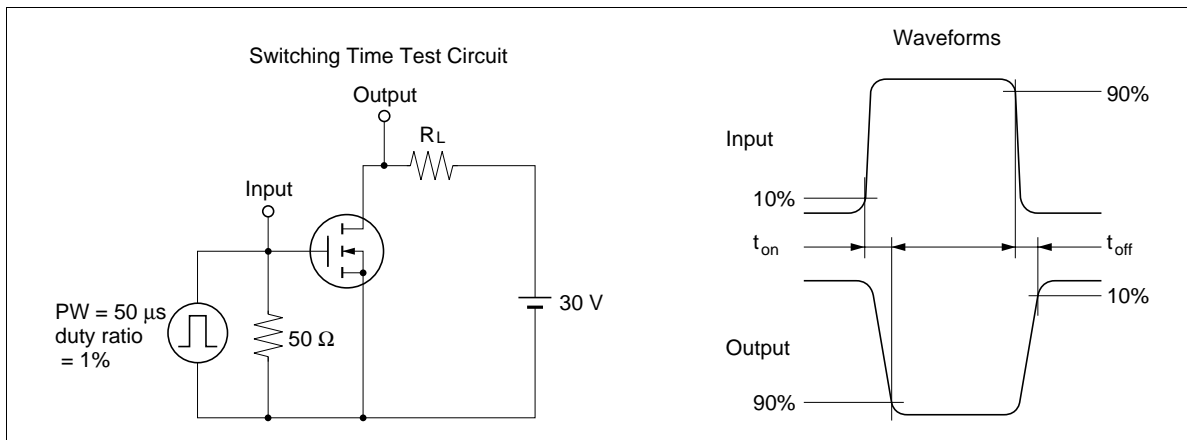 Switching Time Test Circuit
Output
RL
Input
PW = 50 μs
duty ratio
= 1%
50 Ω
30 V
Waveforms
90%
Input
10%
ton
toff
10%
Output
90%